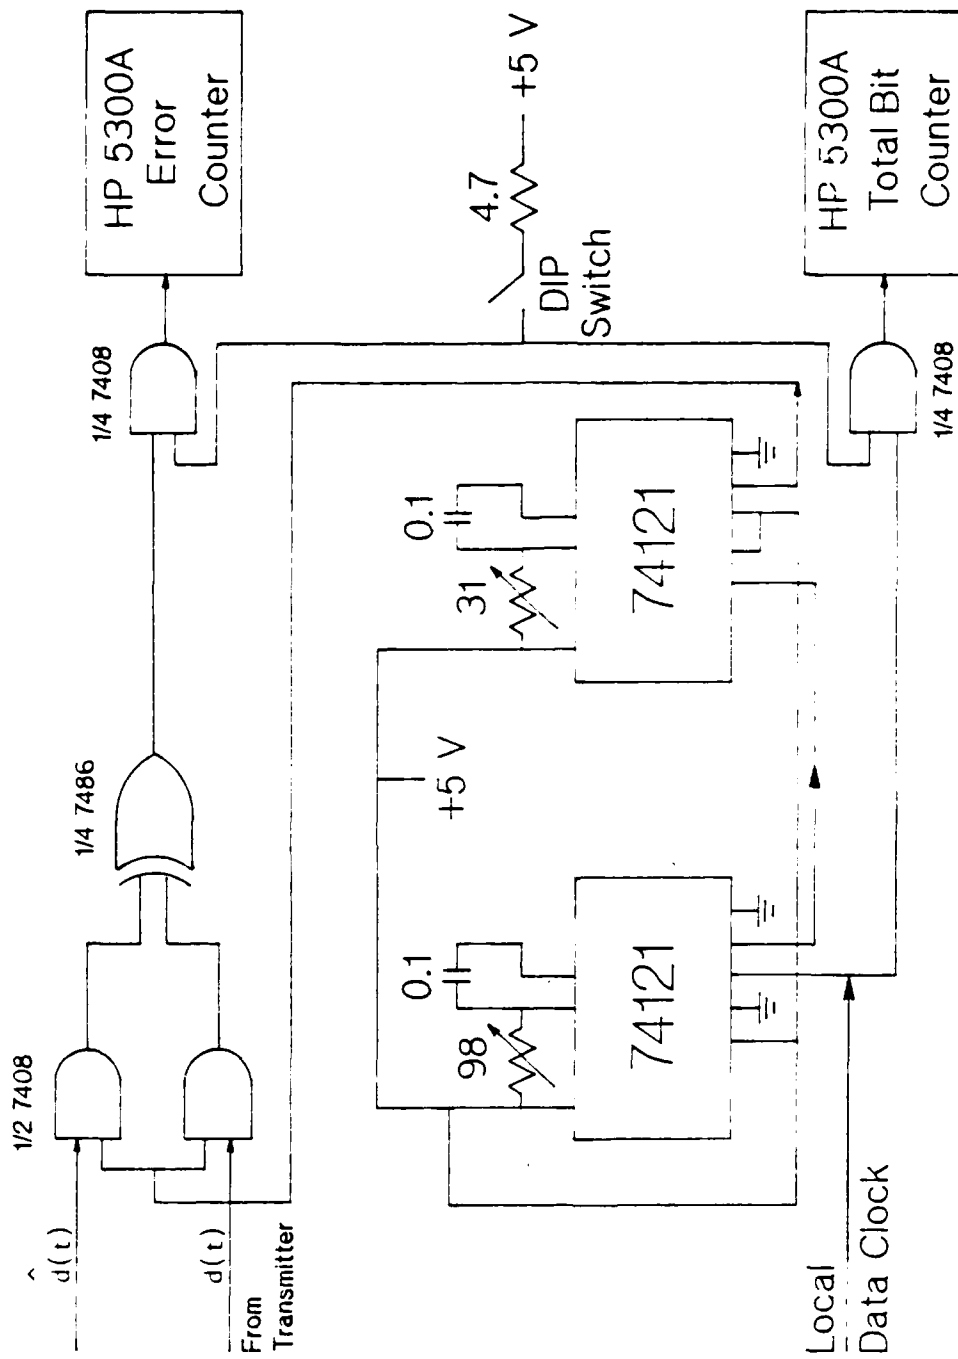 HP 5300A
Error
Counter
1/4 7408
1/4 7486
1/2 7408
^
d(t)
d(t)
From
Transmitter
+5 V
4.7
DIP
Switch
0.1
31
74121
+5 V
0.1
98
74121
HP 5300A
Total Bit
Counter
1/4 7408
Local
Data Clock